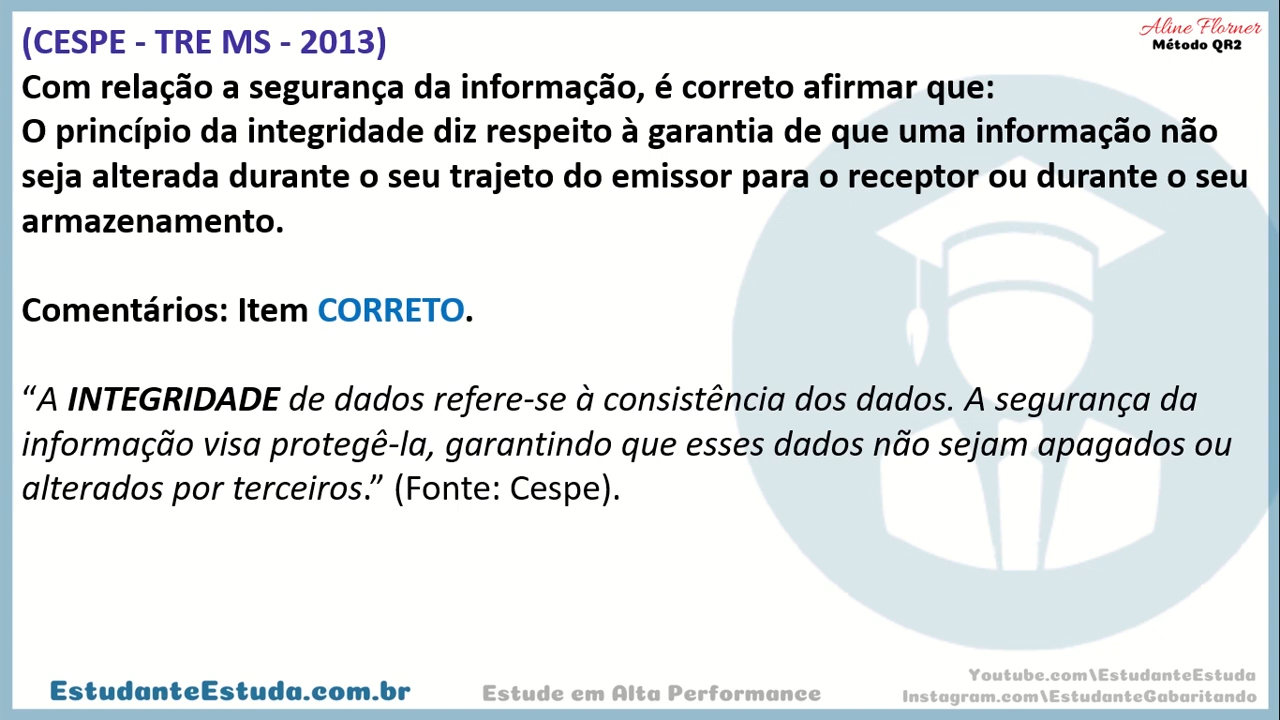 (CESPE - TRE MS - 2013)
Aline Florner
Método QR2
Com relação a segurança da informação, é correto afirmar que:
O princípio da integridade diz respeito à garantia de que uma informação não
seja alterada durante o seu trajeto do emissor para o receptor ou durante o seu
armazenamento.
Comentários: Item CORRETO.
“A INTEGRIDADE de dados refere-se à consistência dos dados. A segurança da
informação visa protegê-la, garantindo que esses dados não sejam apagados ou
alterados por terceiros.” (Fonte: Cespe).
EstudanteEstuda.com.br
Estude em Alta Performance
Youtube.com\EstudanteEstuda
Instagram.com\EstudanteGabaritando